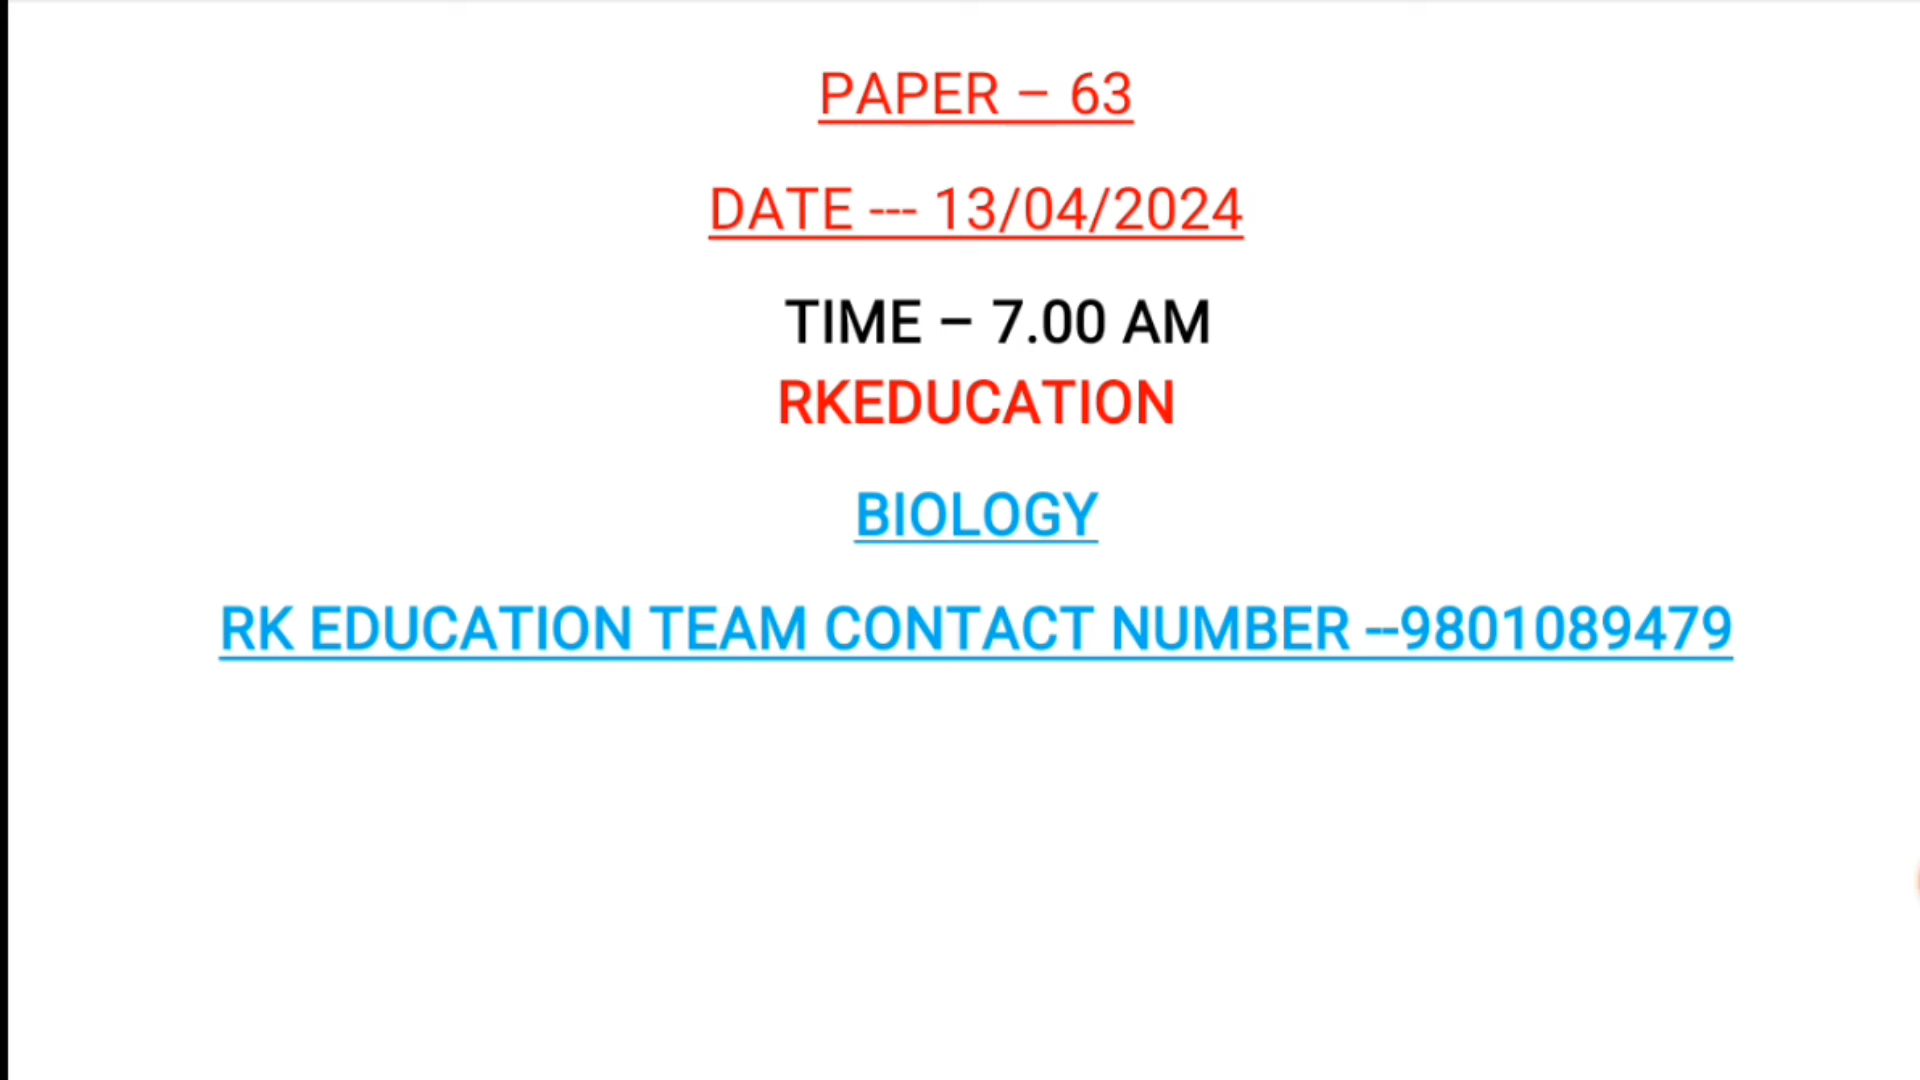 PAPER – 63
DATE --- 13/04/2024
TIME – 7.00 AM
RKEDUCATION
BIOLOGY
RK EDUCATION TEAM CONTACT NUMBER --9801089479